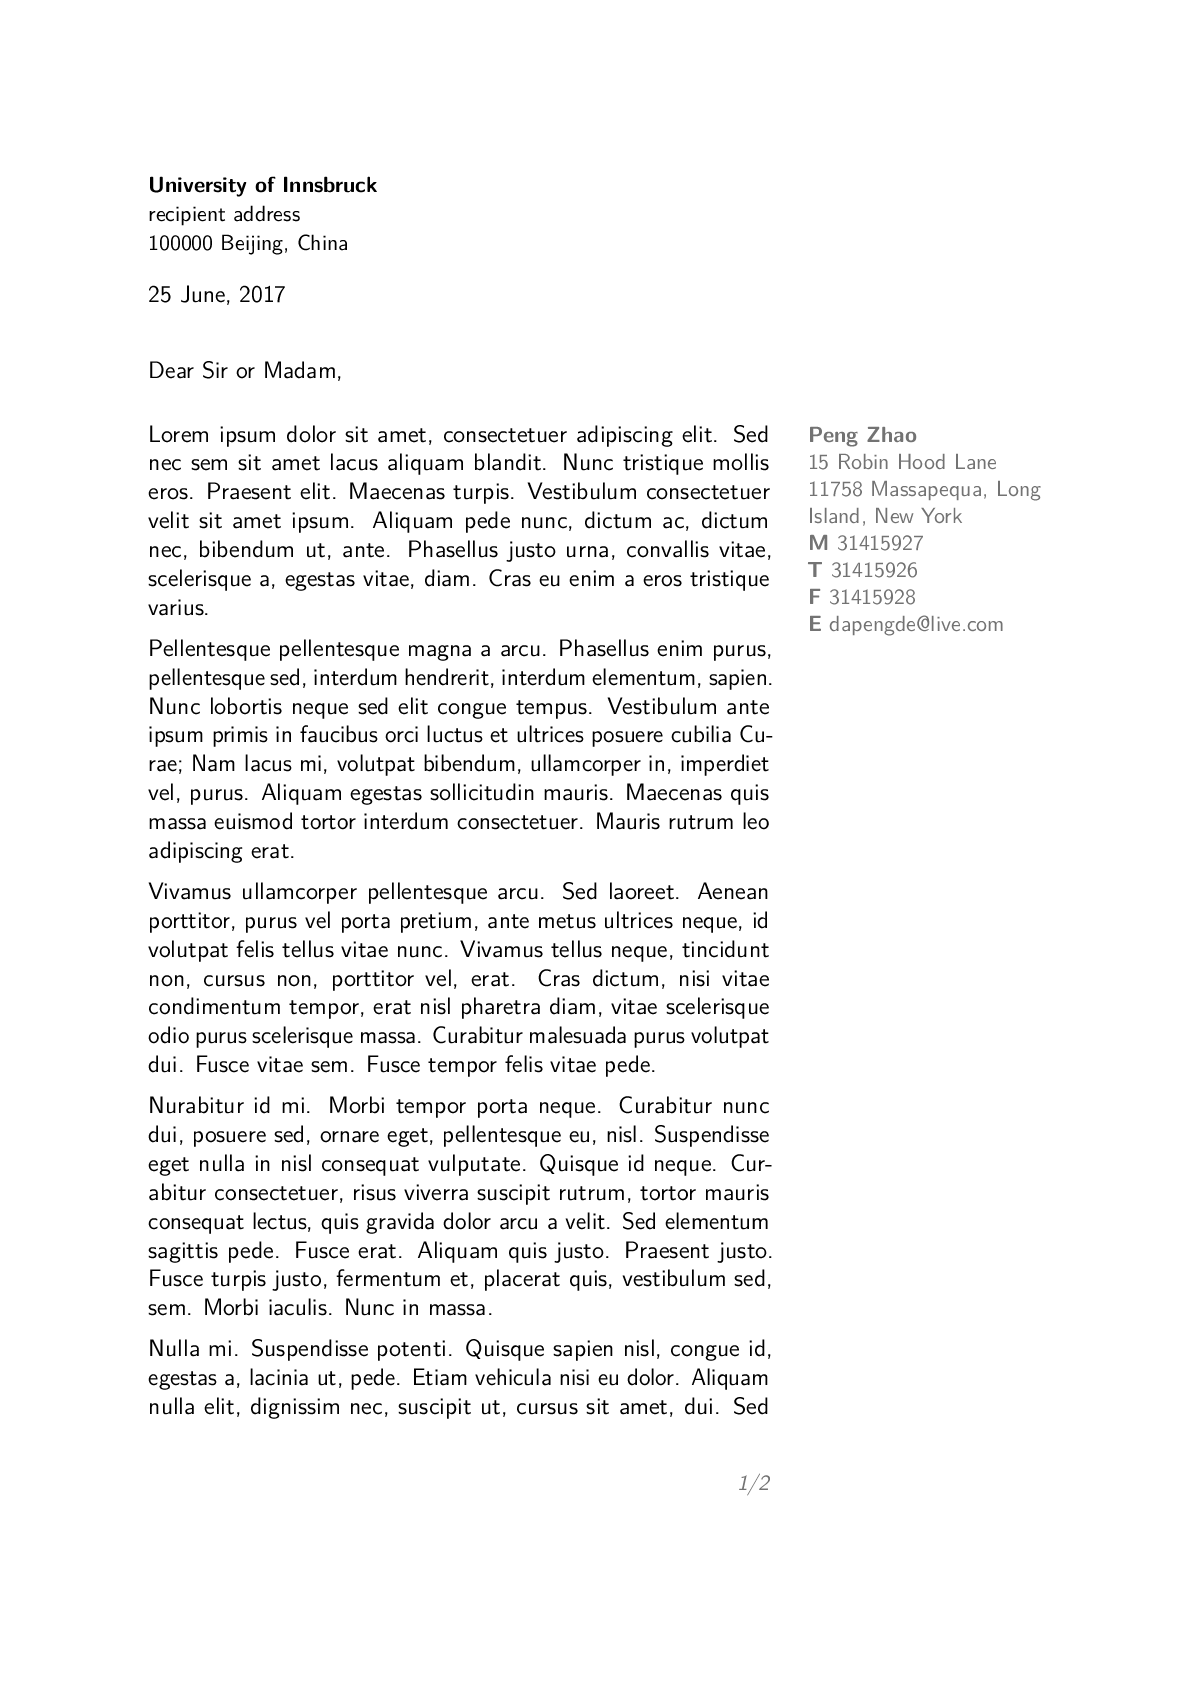 University of Innsbruck
recipient address
100000 Beijing, China
25 June, 2017
Dear Sir or Madam,
Lorem ipsum dolor sit amet, consectetuer adipiscing elit. Sed
nec sem sit amet lacus aliquam blandit. Nunc tristique mollis
eros. Praesent elit. Maecenas turpis. Vestibulum consectetuer
velit sit amet ipsum. Aliquam pede nunc, dictum ac, dictum
nec, bibendum ut, ante. Phasellus justo urna, convallis vitae,
scelerisque a, egestas vitae, diam. Cras eu enim a eros tristique
varius.
Pellentesque pellentesque magna a arcu. Phasellus enim purus,
pellentesque sed, interdum hendrerit, interdum elementum, sapien.
Nunc lobortis neque sed elit congue tempus. Vestibulum ante
ipsum primis in faucibus orci luctus et ultrices posuere cubilia Cu-
rae; Nam lacus mi, volutpat bibendum, ullamcorper in, imperdiet
vel, purus. Aliquam egestas sollicitudin mauris. Maecenas quis
massa euismod tortor interdum consectetuer. Mauris rutrum leo
adipiscing erat.
Vivamus ullamcorper pellentesque arcu. Sed laoreet. Aenean
porttitor, purus vel porta pretium, ante metus ultrices neque, id
volutpat felis tellus vitae nunc. Vivamus tellus neque, tincidunt
non, cursus non, porttitor vel, erat. Cras dictum, nisi vitae
condimentum tempor, erat nisl pharetra diam, vitae scelerisque
odio purus scelerisque massa. Curabitur malesuada purus volutpat
dui. Fusce vitae sem. Fusce tempor felis vitae pede.
Nurabitur id mi. Morbi tempor porta neque. Curabitur nunc
dui, posuere sed, ornare eget, pellentesque eu, nisl. Suspendisse
eget nulla in nisl consequat vulputate. Quisque id neque. Cur-
abitur consectetuer, risus viverra suscipit rutrum, tortor mauris
consequat lectus, quis gravida dolor arcu a velit. Sed elementum
sagittis pede. Fusce erat. Aliquam quis justo. Praesent justo.
Fusce turpis justo, fermentum et, placerat quis, vestibulum sed,
sem. Morbi iaculis. Nunc in massa.
Nulla mi. Suspendisse potenti. Quisque sapien nisl, congue id,
egestas a, lacinia ut, pede. Etiam vehicula nisi eu dolor. Aliquam
nulla elit, dignissim nec, suscipit ut, cursus sit amet, dui. Sed
Peng Zhao
15 Robin Hood Lane
11758 Massapequa, Long
Island, New York
M 31415927
T 31415926
F 31415928
E dapengde@live.com
1/2